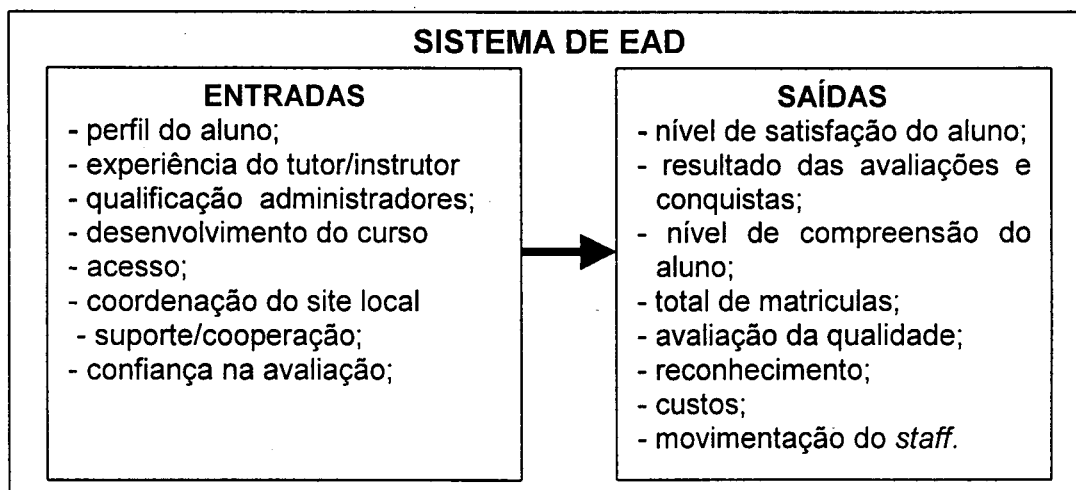 SISTEMA DE EAD
ENTRADAS
- perfil do aluno;
- experiência do tutor/instrutor
- qualificação administradores;
- desenvolvimento do curso
- acesso;
- coordenação do site local
- suporte/cooperação;
- confiança na avaliação;
SAÍDAS
- nível de satisfação do aluno;
- resultado das avaliações e
conquistas;
- nível de compreensão do
aluno;
- total de matriculas;
- avaliação da qualidade;
- reconhecimento;
- custos;
- movimentação do staff.